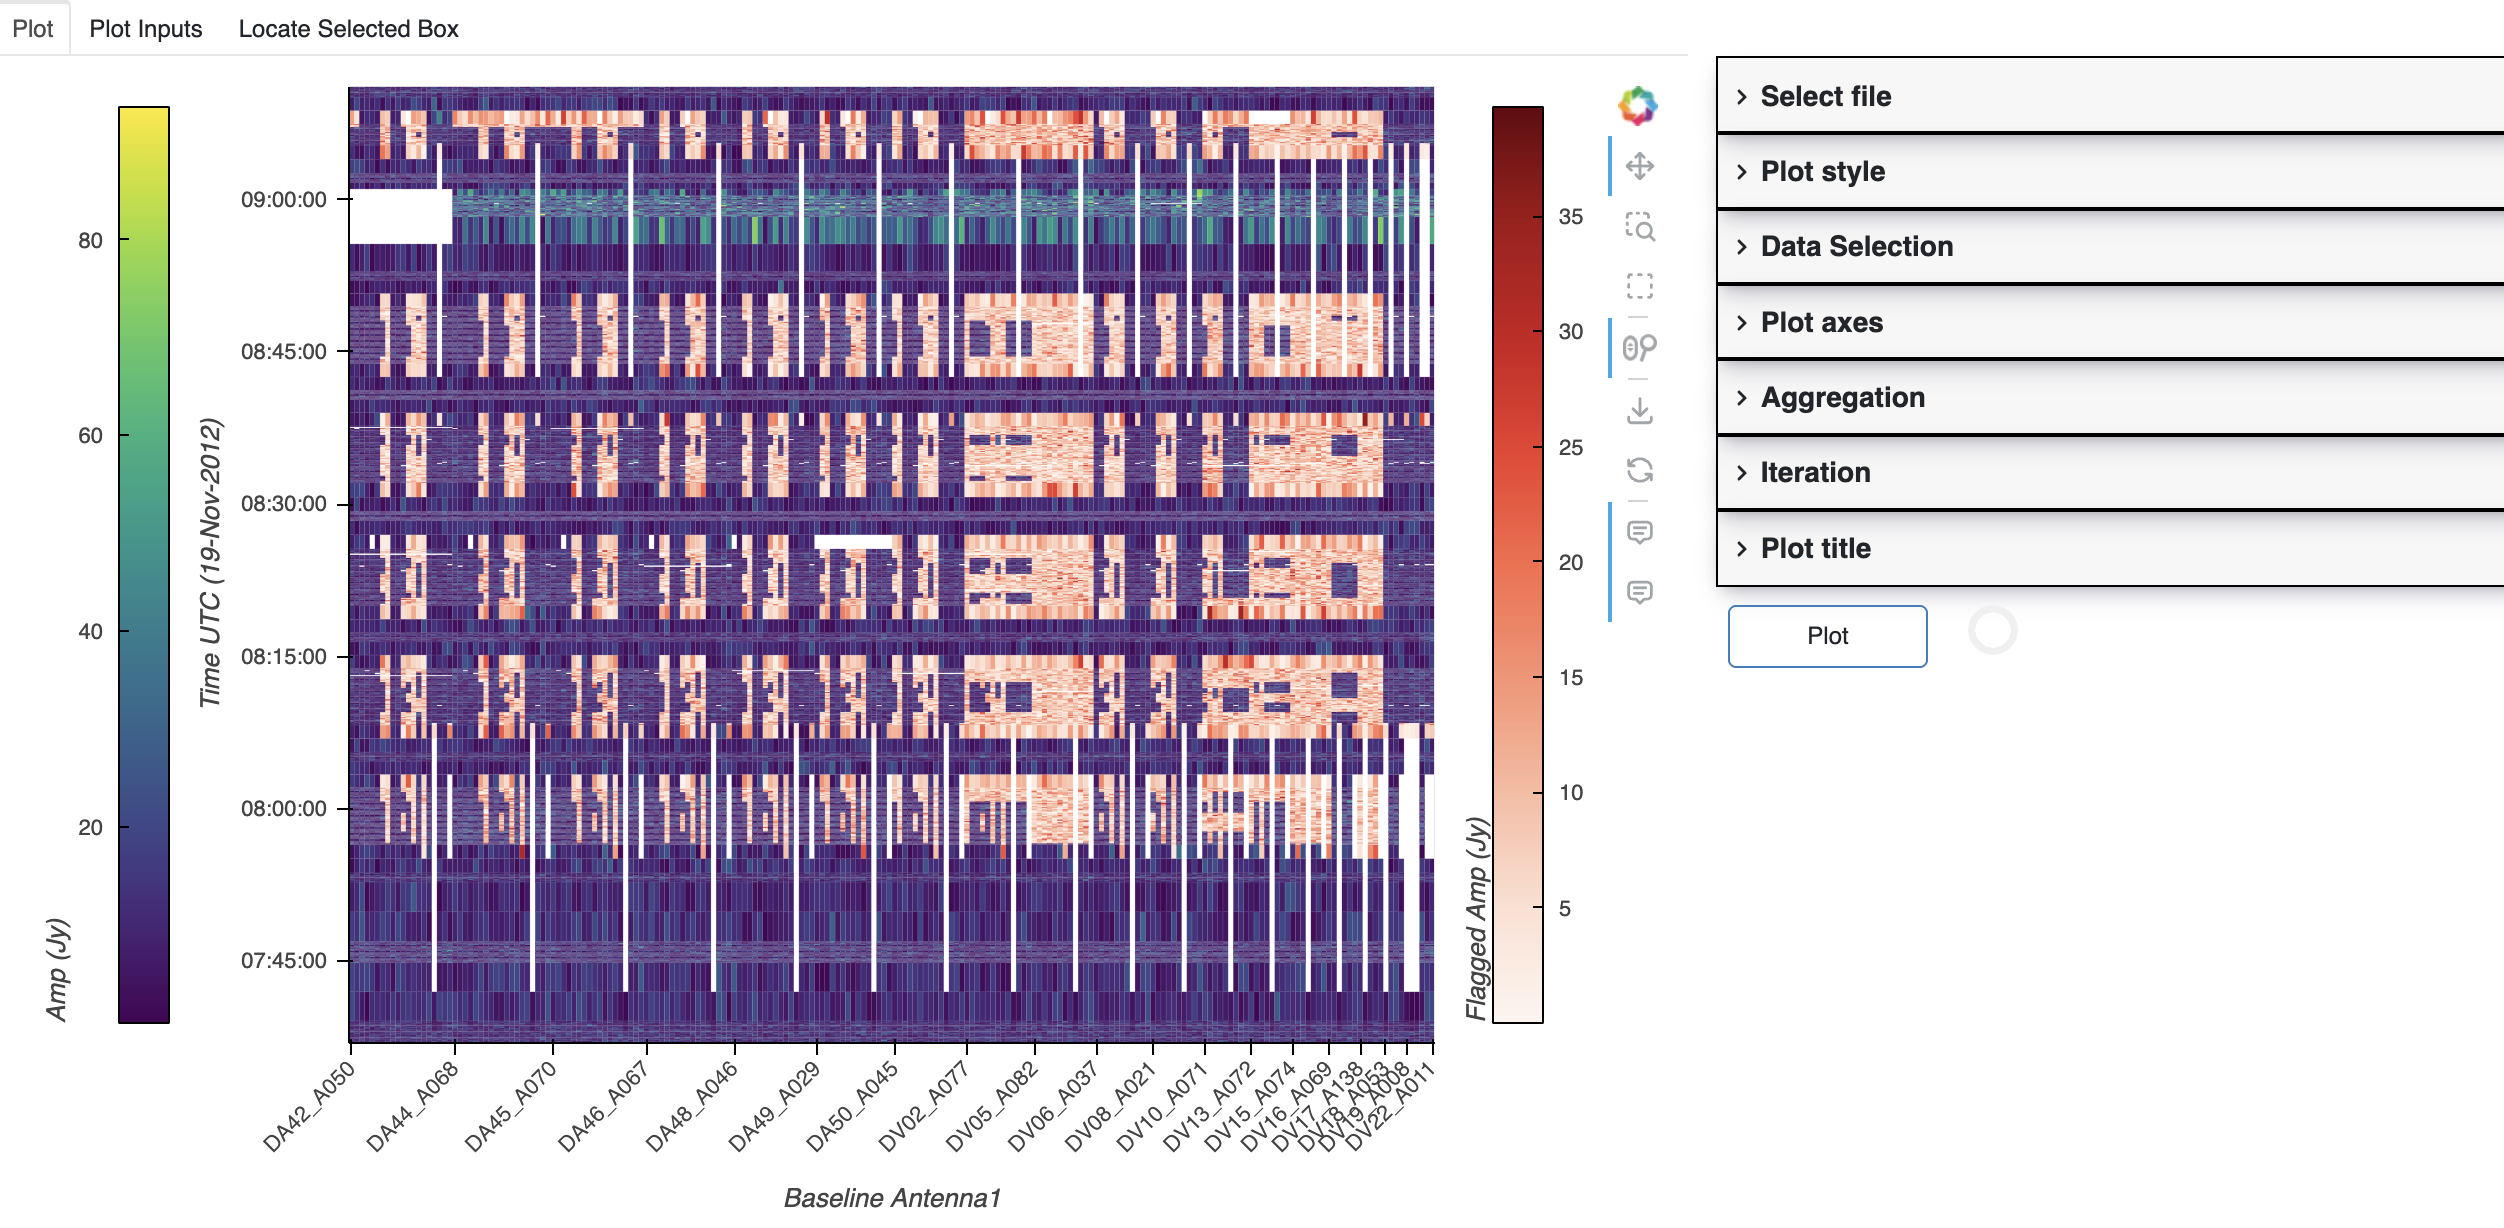 Plot Plot Inputs Locate Selected Box
Amp (Jy)
80
60
40
20
Time UTC (19-Nov-2012)
09:00:00
08:45:00
08:30:00
08:15:00
08:00:00
07:45:00
DA42_A050
DA44_A068
DA45_A070
DA46_A067
DA48_A046
DA49_A029
DA50_A045
DV02_A077
DV05_A082
DV06_A037
DV08_A021
DV10_A071
DV13_A072
DV15_A074
DV16_A069
DV17_A138
DV18_A053
DV19_A008
DV22_A011
Baseline Antenna1
Flagged Amp (Jy)
35
30
25
20
15
10
5
Select file
Plot style
Data Selection
Plot axes
Aggregation
Iteration
Plot title
Plot